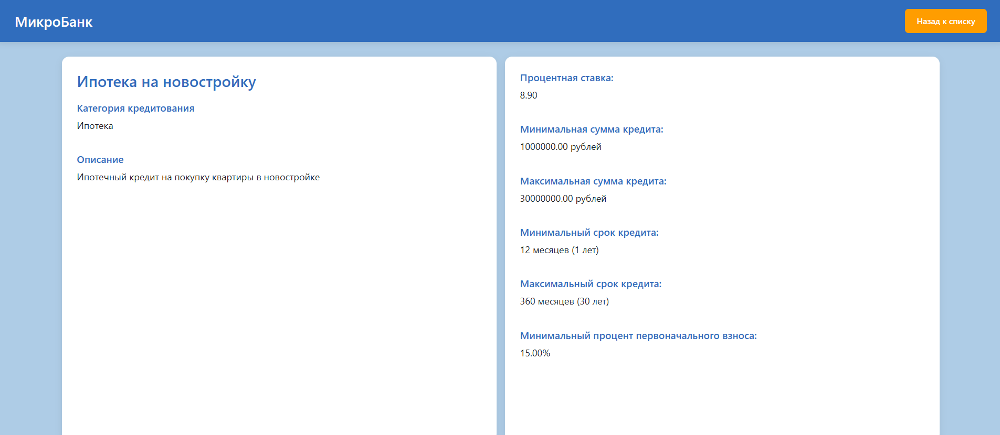 МикроБанк
Назад к списку
Ипотека на новостройку
Категория кредитования
Ипотека
Описание
Ипотечный кредит на покупку квартиры в новостройке
Процентная ставка:
8.90
Минимальная сумма кредита:
1000000.00 рублей
Максимальная сумма кредита:
30000000.00 рублей
Минимальный срок кредита:
12 месяцев (1 лет)
Максимальный срок кредита:
360 месяцев (30 лет)
Минимальный процент первоначального взноса:
15.00%